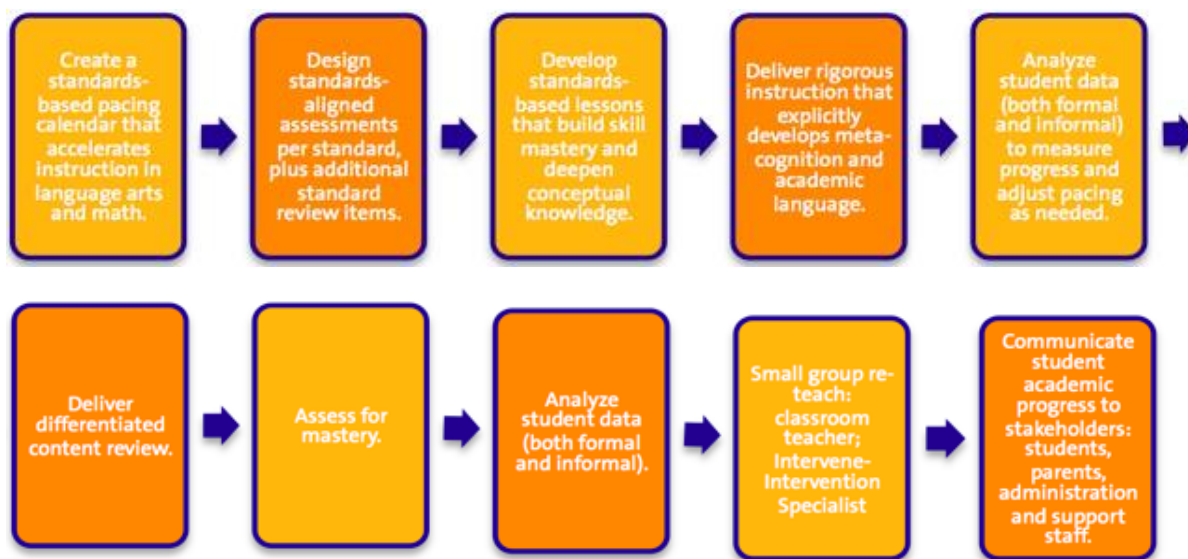 Create a
standards-
based pacing
calendar that
accelerates
instruction in
language arts
and math.
Design
standards-
aligned
assessments
per standard,
plus additional
standard
review items.
Develop
standards-
based lessons
that build skill
mastery and
deepen
conceptual
knowledge.
Deliver rigorous
instruction that
explicitly
develops meta-
cognition and
academic
language.
Analyze
student data
(both formal
and informal)
to measure
progress and
adjust pacing
as needed.
Deliver
differentiated
content review.
Assess for
mastery.
Analyze
student data
(both formal
and informal).
Small group re-
teach:
classroom
teacher;
Intervene-
Intervention
Specialist
Communicate
student
academic
progress to
stakeholders:
students,
parents,
administration
and support
staff.